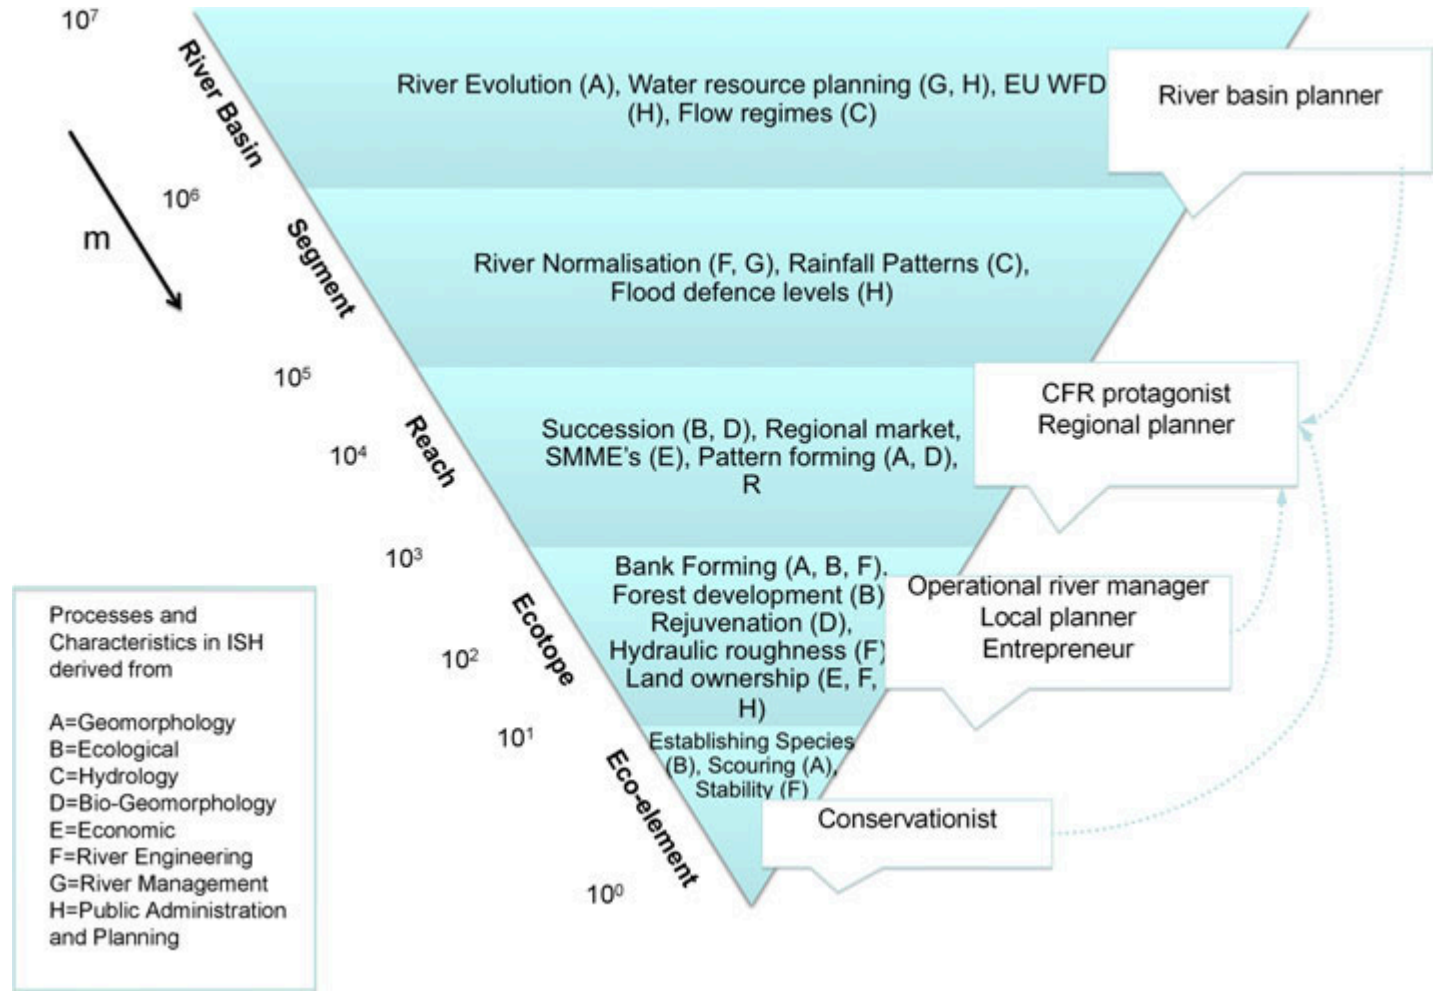 10⁷
River Basin
River Evolution (A), Water resource planning (G, H), EU WFD
(H), Flow regimes (C)
River basin planner
m
10⁶
Segment
River Normalisation (F, G), Rainfall Patterns (C),
Flood defence levels (H)
10⁵
Reach
10⁴
Succession (B, D), Regional market,
SMME's (E), Pattern forming (A, D),
R
CFR protagonist
Regional planner
10³
Ecotope
10²
Bank Forming (A, B, F).
Forest development (B)
Rejuvenation (D),
Hydraulic roughness (F)
Land ownership (E, F,
H)
Operational river manager
Local planner
Entrepreneur
10¹
Eco-element
Establishing Species
(B), Scouring (A),
Stability (F)
Conservationist
10⁰
Processes and
Characteristics in ISH
derived from
A=Geomorphology
B=Ecological
C=Hydrology
D=Bio-Geomorphology
E=Economic
F=River Engineering
G=River Management
H=Public Administration
and Planning